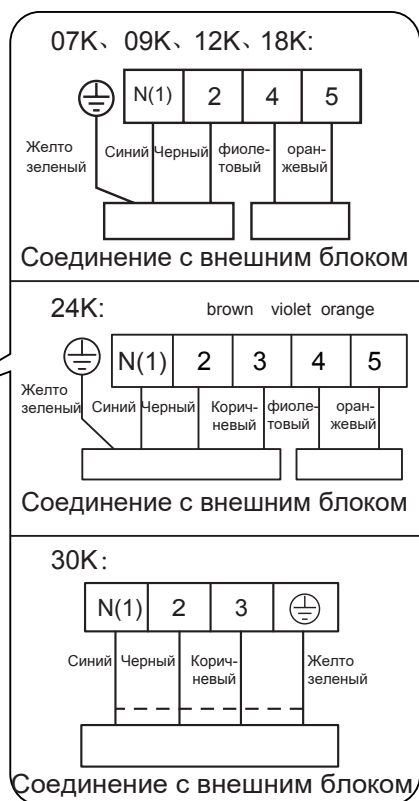 07K、09K、12K、18K:
N(1) 2 4 5
Желто
зеленый
Синий Черный фиоле-
товый оран-
жевый
Соединение с внешним блоком
24K: brown violet orange
N(1) 2 3 4 5
Желто
зеленый
Синий Черный Корич-
невый фиоле-
товый оран-
жевый
Соединение с внешним блоком
30K:
N(1) 2 3
Синий Черный Корич-
невый Желто
зеленый
Соединение с внешним блоком